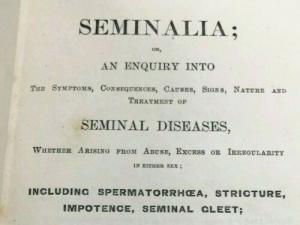 SEMINALIA;
OR,
AN ENQUIRY INTO
THE SYMPTOMS, CONSEQUENCES, CAUSES, SIGNS, NATURE AND
TREATMENT OF
SEMINAL DISEASES,
WHETHER ARISING FROM ABUSE, EXCESS OR IRREGULARITY
IN EITHER SEX;
INCLUDING SPERMATORRHŒA, STRICTURE,
IMPOTENCE, SEMINAL GLEET;